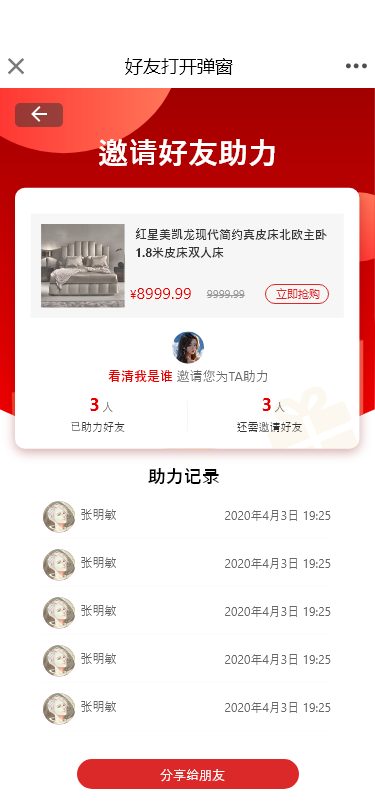 好友打开弹窗
邀请好友助力
红星美凯龙现代简约真皮床北欧主卧
1.8米皮床双人床
¥8999.99 9999.99 立即抢购
看清我是谁 邀请您为TA助力
3 人 3 人
已助力好友 还需邀请好友
助力记录
张明敏 2020年4月3日 19:25
张明敏 2020年4月3日 19:25
张明敏 2020年4月3日 19:25
张明敏 2020年4月3日 19:25
张明敏 2020年4月3日 19:25
分享给朋友